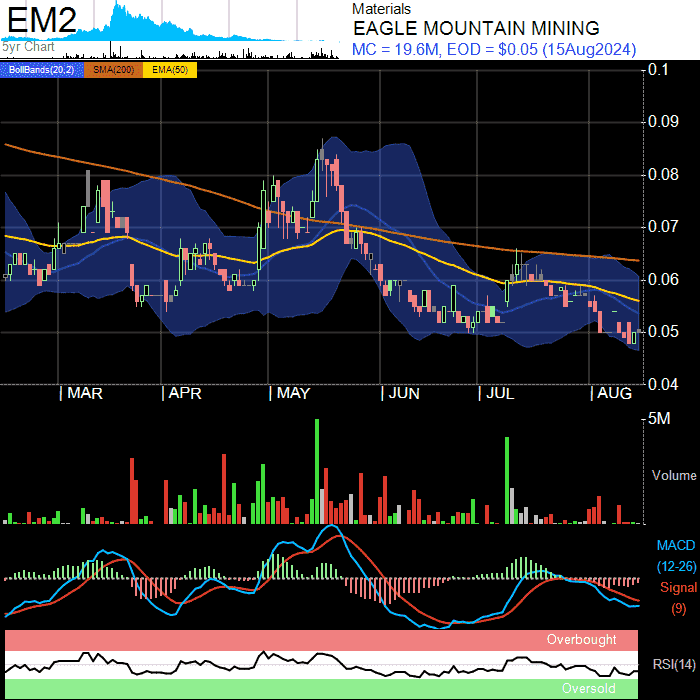 EM2
5yr Chart
Materials
EAGLE MOUNTAIN MINING
MC = 19.6M, EOD = $0.05 (15Aug2024)
BollBands(20,2) SMA(200) EMA(50)
0.1
0.09
0.08
0.07
0.06
0.05
0.04
MAR APR MAY JUN JUL AUG
5M
Volume
MACD
(12-26)
Signal
(9)
Overbought
RSI(14)
Oversold